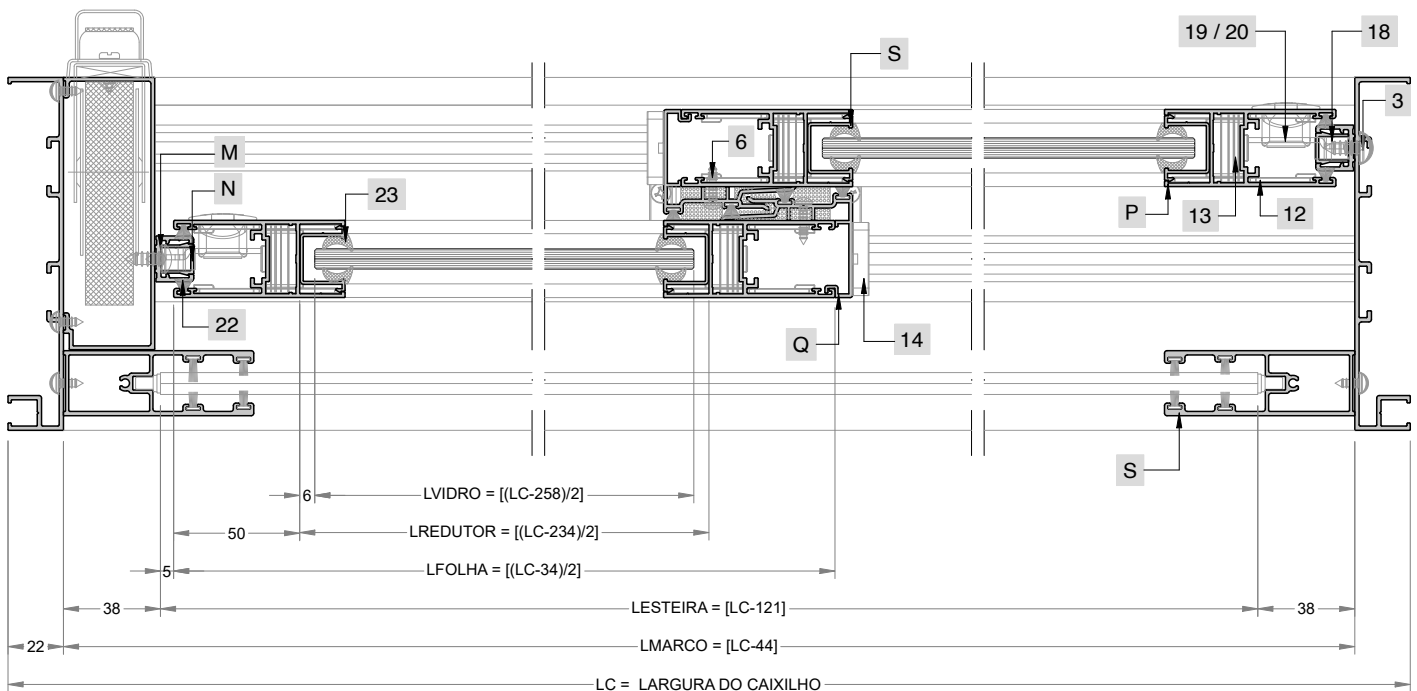 S
19 / 20
18
3
6
M
N
23
P
13
12
22
Q
14
S
6
LVIDRO = [(LC-258)/2]
50
LREDUTOR = [(LC-234)/2]
5
LFOLHA = [(LC-34)/2]
38
LESTEIRA = [LC-121]
38
22
LMARCO = [LC-44]
LC = LARGURA DO CAIXILHO